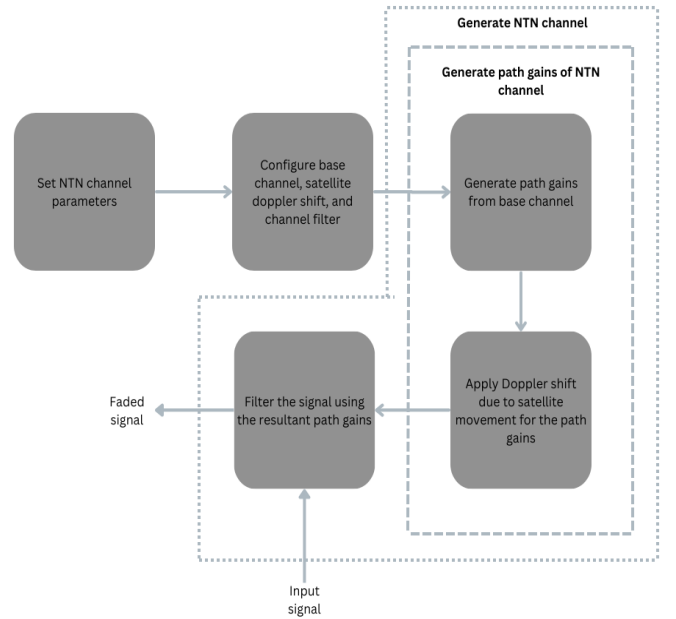 Generate NTN channel
Generate path gains of NTN
channel
Set NTN channel
parameters
Configure base
channel, satellite
doppler shift, and
channel filter
Generate path gains
from base channel
Faded
signal
Filter the signal using
the resultant path gains
Apply Doppler shift
due to satellite
movement for the path
gains
Input
signal